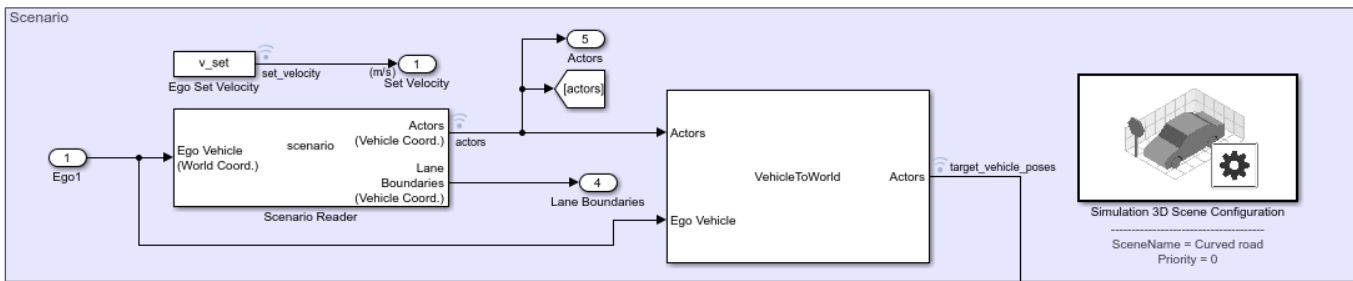 Scenario
v_set
set_velocity
Ego Set Velocity
(m/s)
1
Set Velocity
5
Actors
[actors]
1
Ego1
Ego Vehicle
(World Coord.)
scenario
Actors
(Vehicle Coord.)
Lane
Boundaries
(Vehicle Coord.)
Scenario Reader
actors
4
Lane Boundaries
Actors
Ego Vehicle
VehicleToWorld
Actors
target_vehicle_poses
Simulation 3D Scene Configuration
----------------------------------------
SceneName = Curved road
Priority = 0